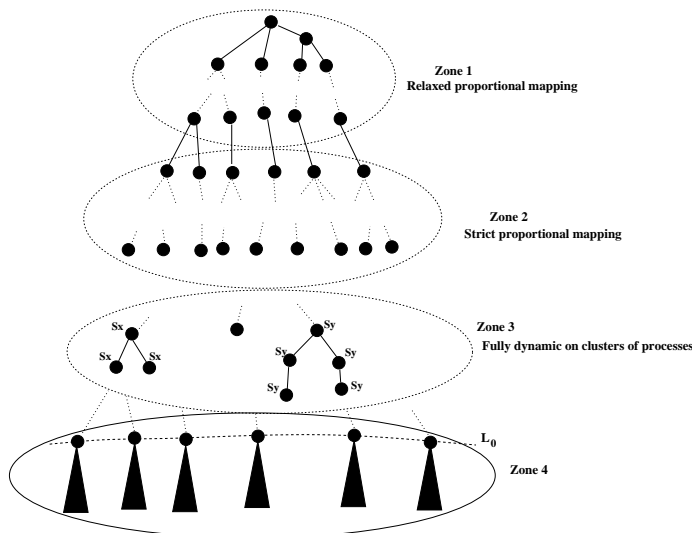 Zone 1
Relaxed proportional mapping
Zone 2
Strict proportional mapping
Zone 3
Fully dynamic on clusters of processes
Sx
Sy
Sx
Sx
Sy
Sy
Sy
Sy
L0
Zone 4